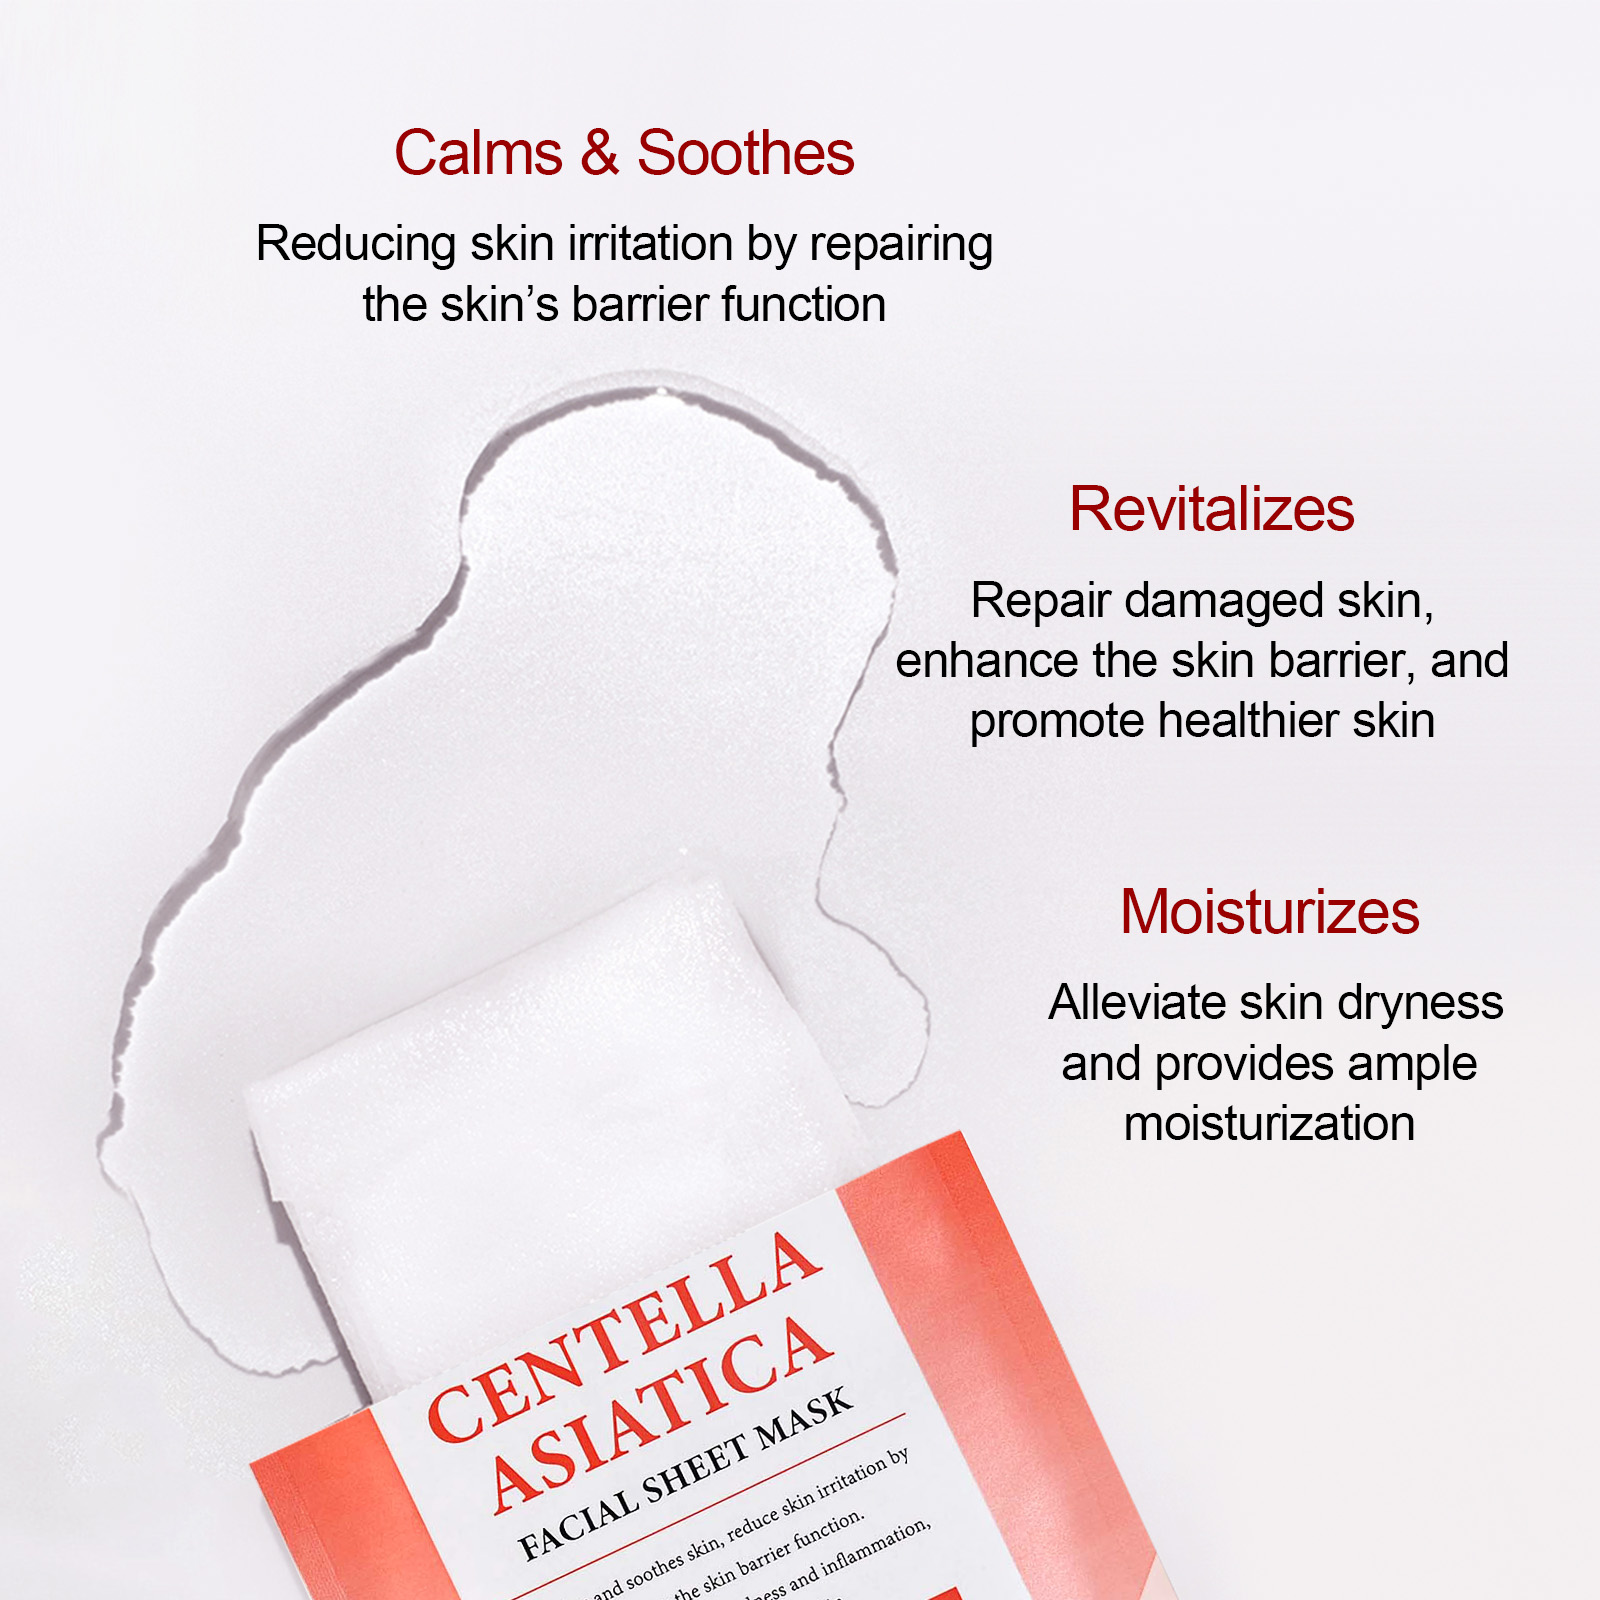 Calms & Soothes
Reducing skin irritation by repairing
the skin’s barrier function
Revitalizes
Repair damaged skin,
enhance the skin barrier, and
promote healthier skin
Moisturizes
Alleviate skin dryness
and provides ample
moisturization
CENTELLA
ASIATICA
FACIAL SHEET MASK
and soothes skin, reduce skin irritation by
the skin barrier function.
and inflammation,